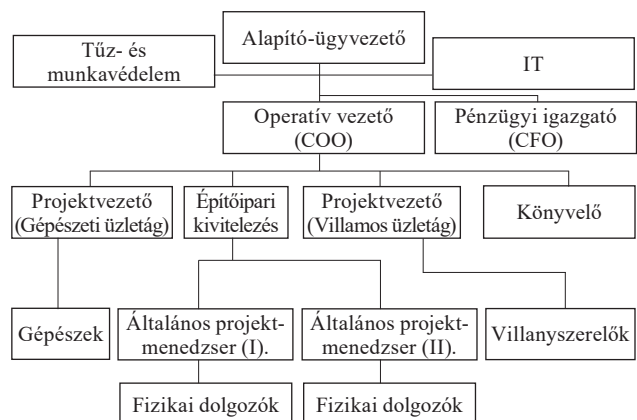 Alapító-ügyvezető
Tűz- és
munkavédelem
IT
Operatív vezető
(COO)
Pénzügyi igazgató
(CFO)
Projektvezető
(Gépészeti üzletág)
Építőipari
kivitelezés
Projektvezető
(Villamos üzletág)
Könyvelő
Gépészek
Általános projekt-
menedzser (I).
Általános projekt-
menedzser (II).
Villanyszerelők
Fizikai dolgozók
Fizikai dolgozók